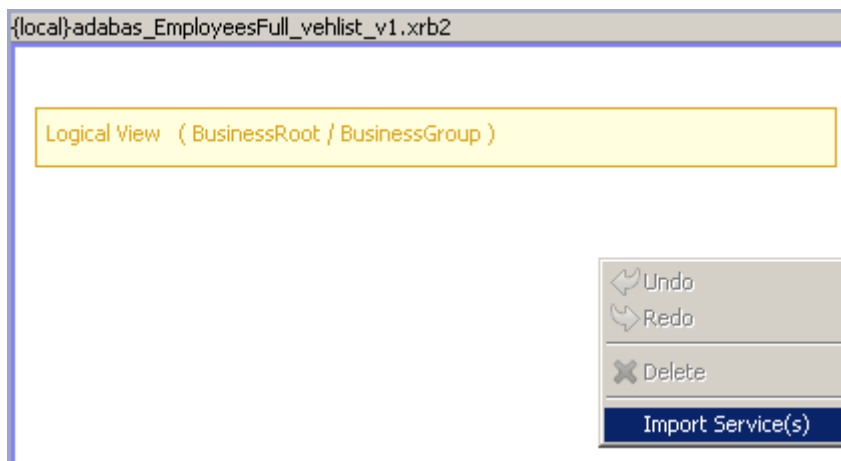 {local}adabas_EmployeesFull_vehlist_v1.xrb2
Logical View ( BusinessRoot / BusinessGroup )
Undo
Redo
Delete
Import Service(s)